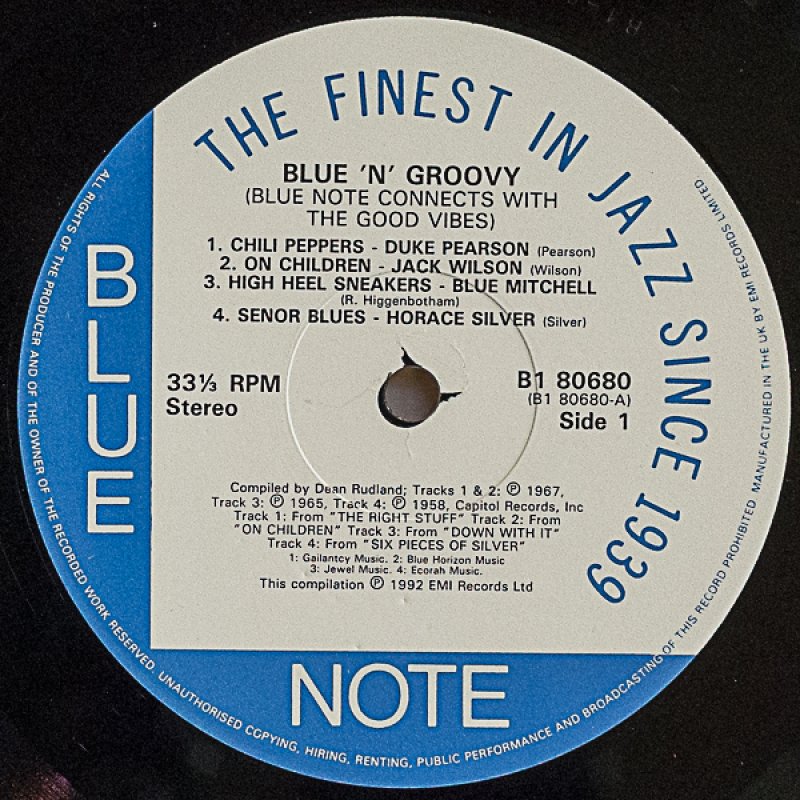 THE FINEST IN JAZZ SINCE 1939
BLUE 'N' GROOVY
(BLUE NOTE CONNECTS WITH
THE GOOD VIBES)
1. CHILI PEPPERS - DUKE PEARSON (Pearson)
2. ON CHILDREN - JACK WILSON (Wilson)
3. HIGH HEEL SNEAKERS - BLUE MITCHELL
(R. Higgenbotham)
4. SENOR BLUES - HORACE SILVER (Silver)
33⅓ RPM
Stereo
B1 80680
(B1 80680-A)
Side 1
Compiled by Dean Rudland; Tracks 1 & 2: ℗ 1967,
Track 3: ℗ 1965, Track 4: ℗ 1958, Capitol Records, Inc
Track 1: From "THE RIGHT STUFF" Track 2: From
"ON CHILDREN" Track 3: From "DOWN WITH IT"
Track 4: From "SIX PIECES OF SILVER"
1: Gailantcy Music. 2: Blue Horizon Music
3: Jewel Music. 4: Ecorah Music.
This compilation ℗ 1992 EMI Records Ltd
BLUE
NOTE
ALL RIGHTS OF THE PRODUCER AND OF THE OWNER OF THE RECORDED WORK RESERVED. UNAUTHORISED COPYING, HIRING, RENTING, PUBLIC PERFORMANCE AND BROADCASTING OF THIS RECORD PROHIBITED. MANUFACTURED IN THE UK BY EMI RECORDS LIMITED